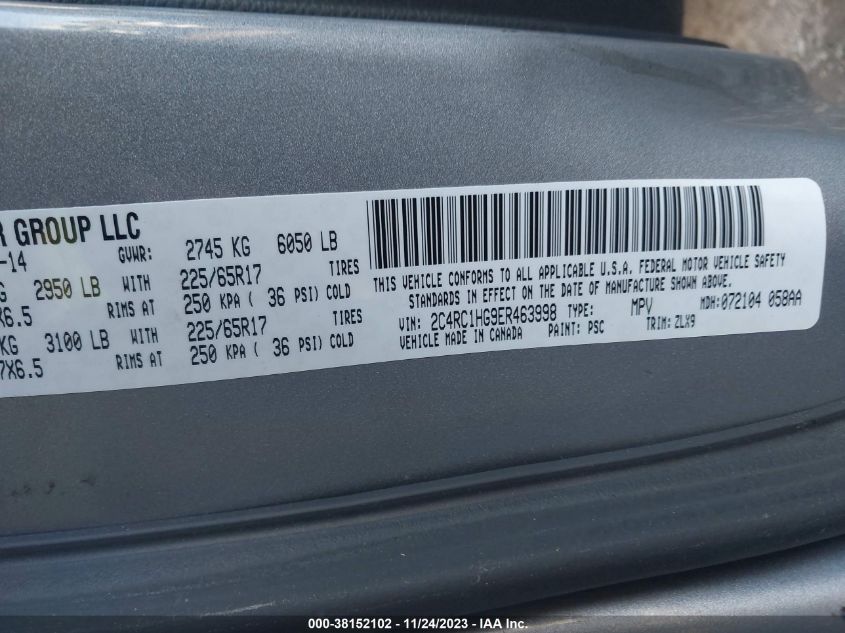 R GROUP LLC
-14 GVWR: 2745 KG 6050 LB
G 2950 LB WITH 225/65R17 TIRES
X6.5 RIMS AT 250 KPA ( 36 PSI) COLD
KG 3100 LB WITH 225/65R17 TIRES
7X6.5 RIMS AT 250 KPA ( 36 PSI) COLD
THIS VEHICLE CONFORMS TO ALL APPLICABLE U.S.A. FEDERAL MOTOR VEHICLE SAFETY
STANDARDS IN EFFECT ON THE DATE OF MANUFACTURE SHOWN ABOVE.
VIN: 2C4RC1H69ER463998 TYPE: MPV MDH:072104 058AA
VEHICLE MADE IN CANADA PAINT: PSC TRIM: ZLX9
000-38152102 - 11/24/2023 - IAA Inc.